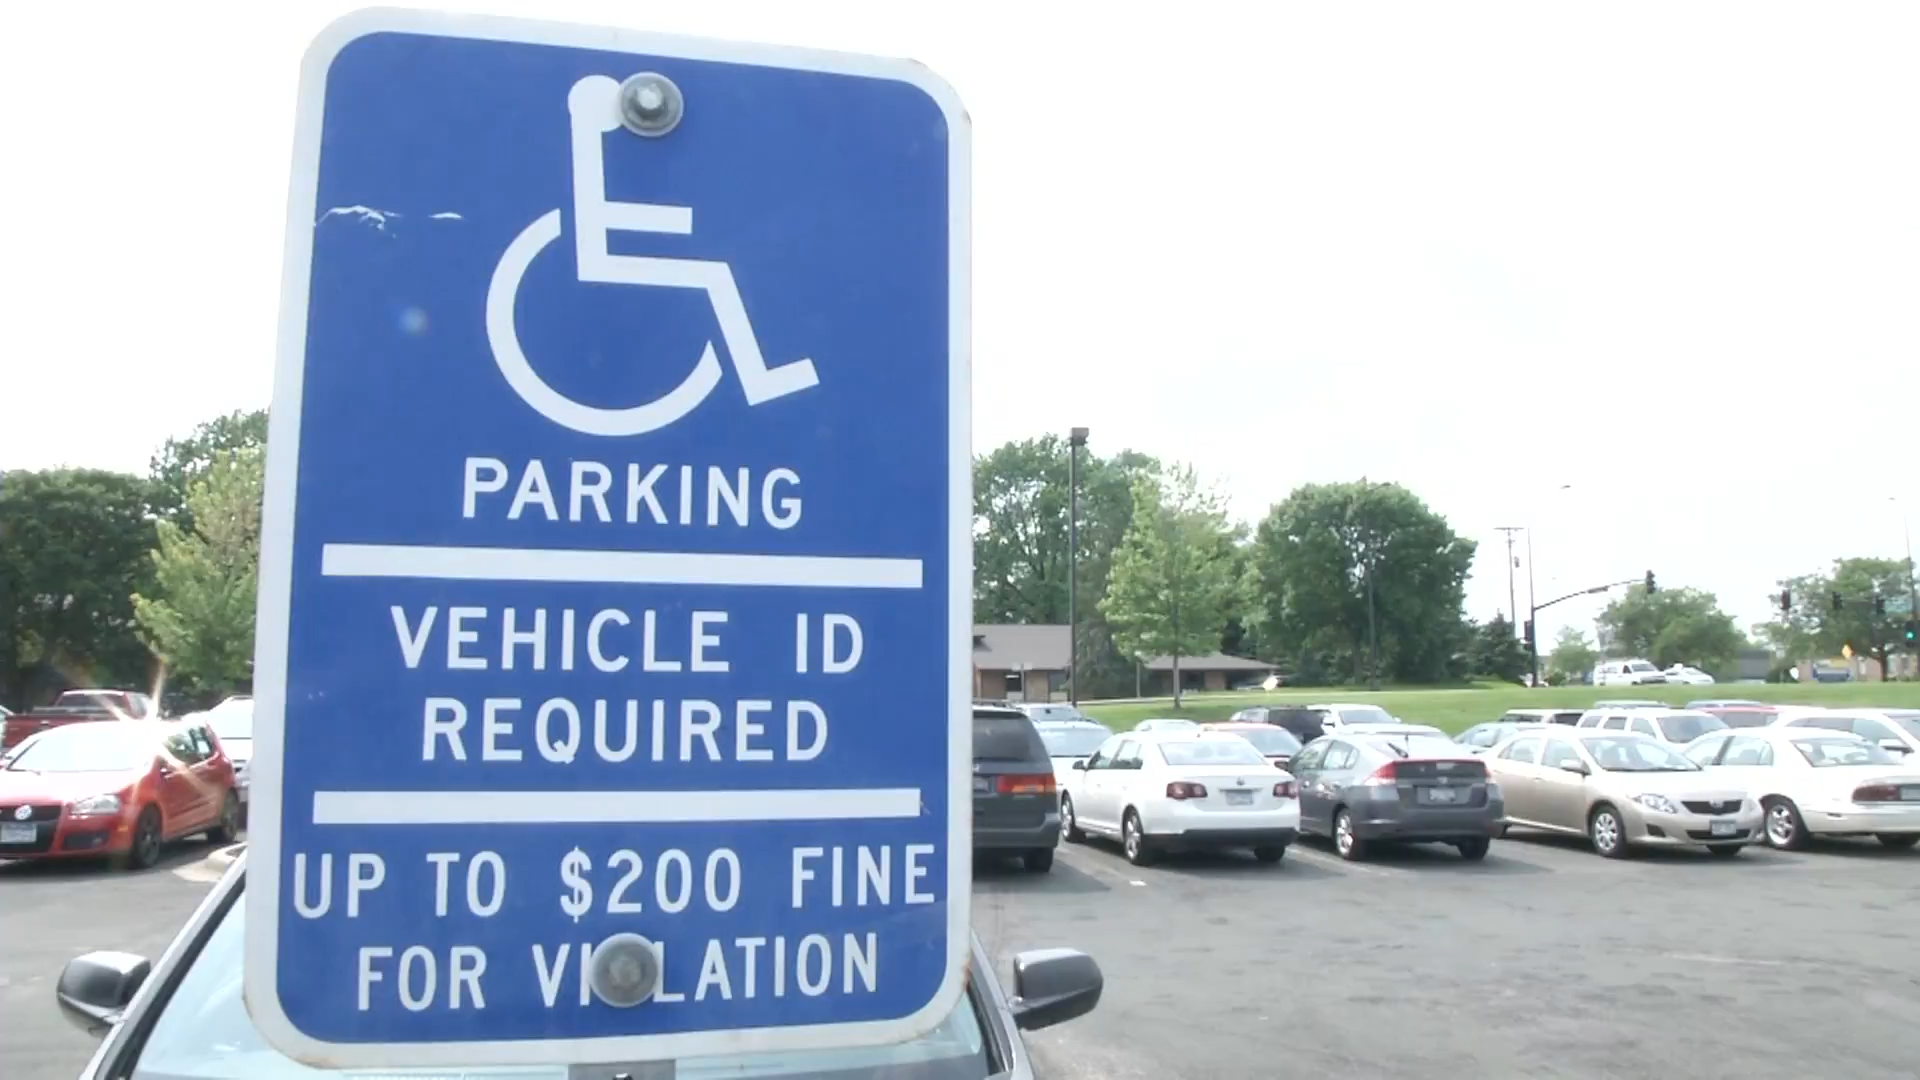 PARKING
VEHICLE ID
REQUIRED
UP TO $200 FINE
FOR VIOLATION